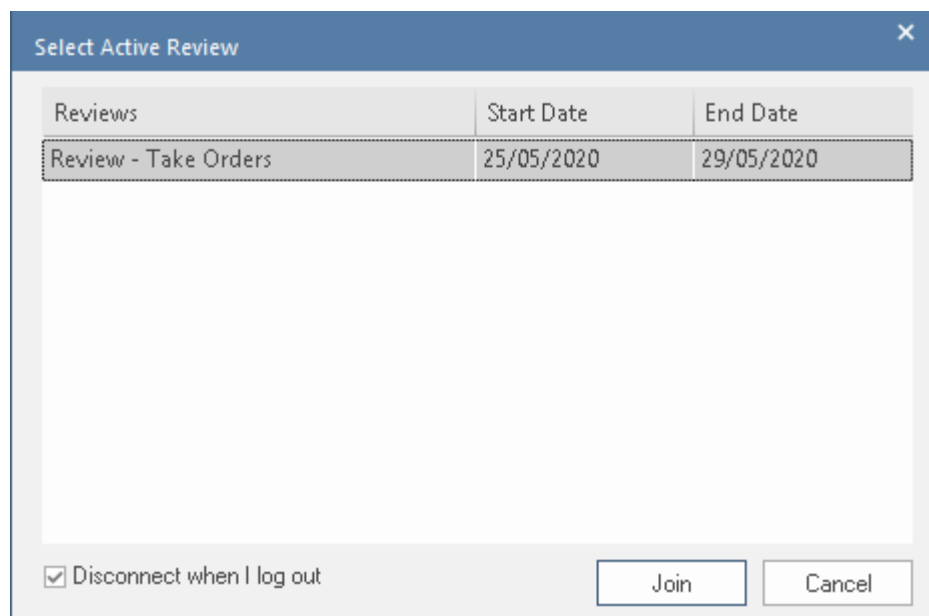 Select Active Review
Reviews Start Date End Date
Review - Take Orders 25/05/2020 29/05/2020
Disconnect when I log out Join Cancel